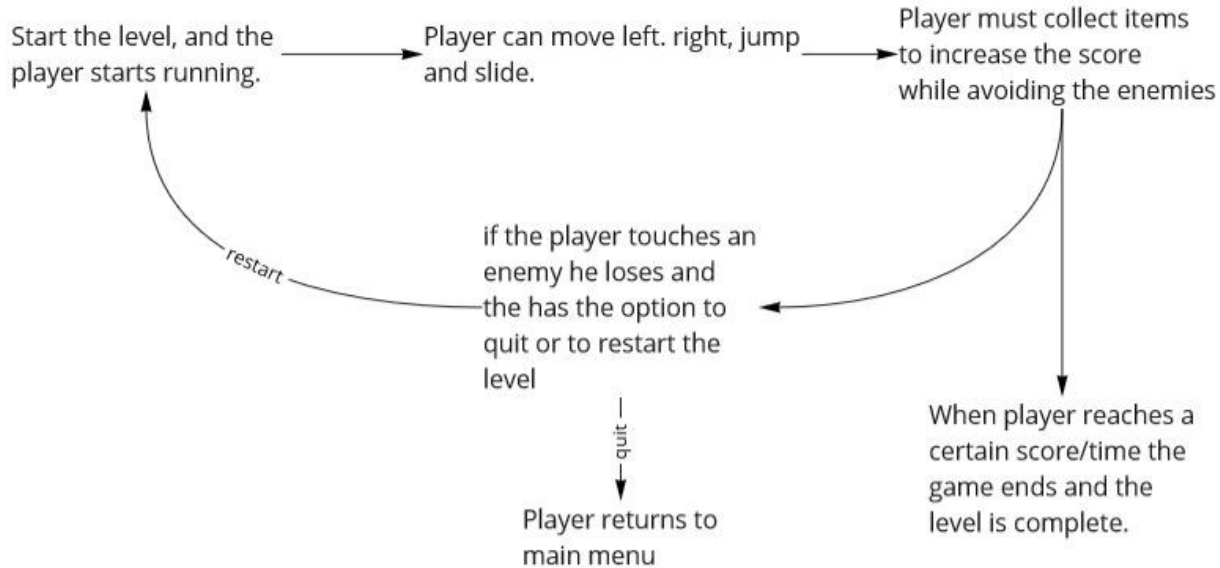 Start the level, and the
player starts running.
Player can move left. right, jump
and slide.
Player must collect items
to increase the score
while avoiding the enemies
restart
if the player touches an
enemy he loses and
the has the option to
quit or to restart the
level
quit
Player returns to
main menu
When player reaches a
certain score/time the
game ends and the
level is complete.